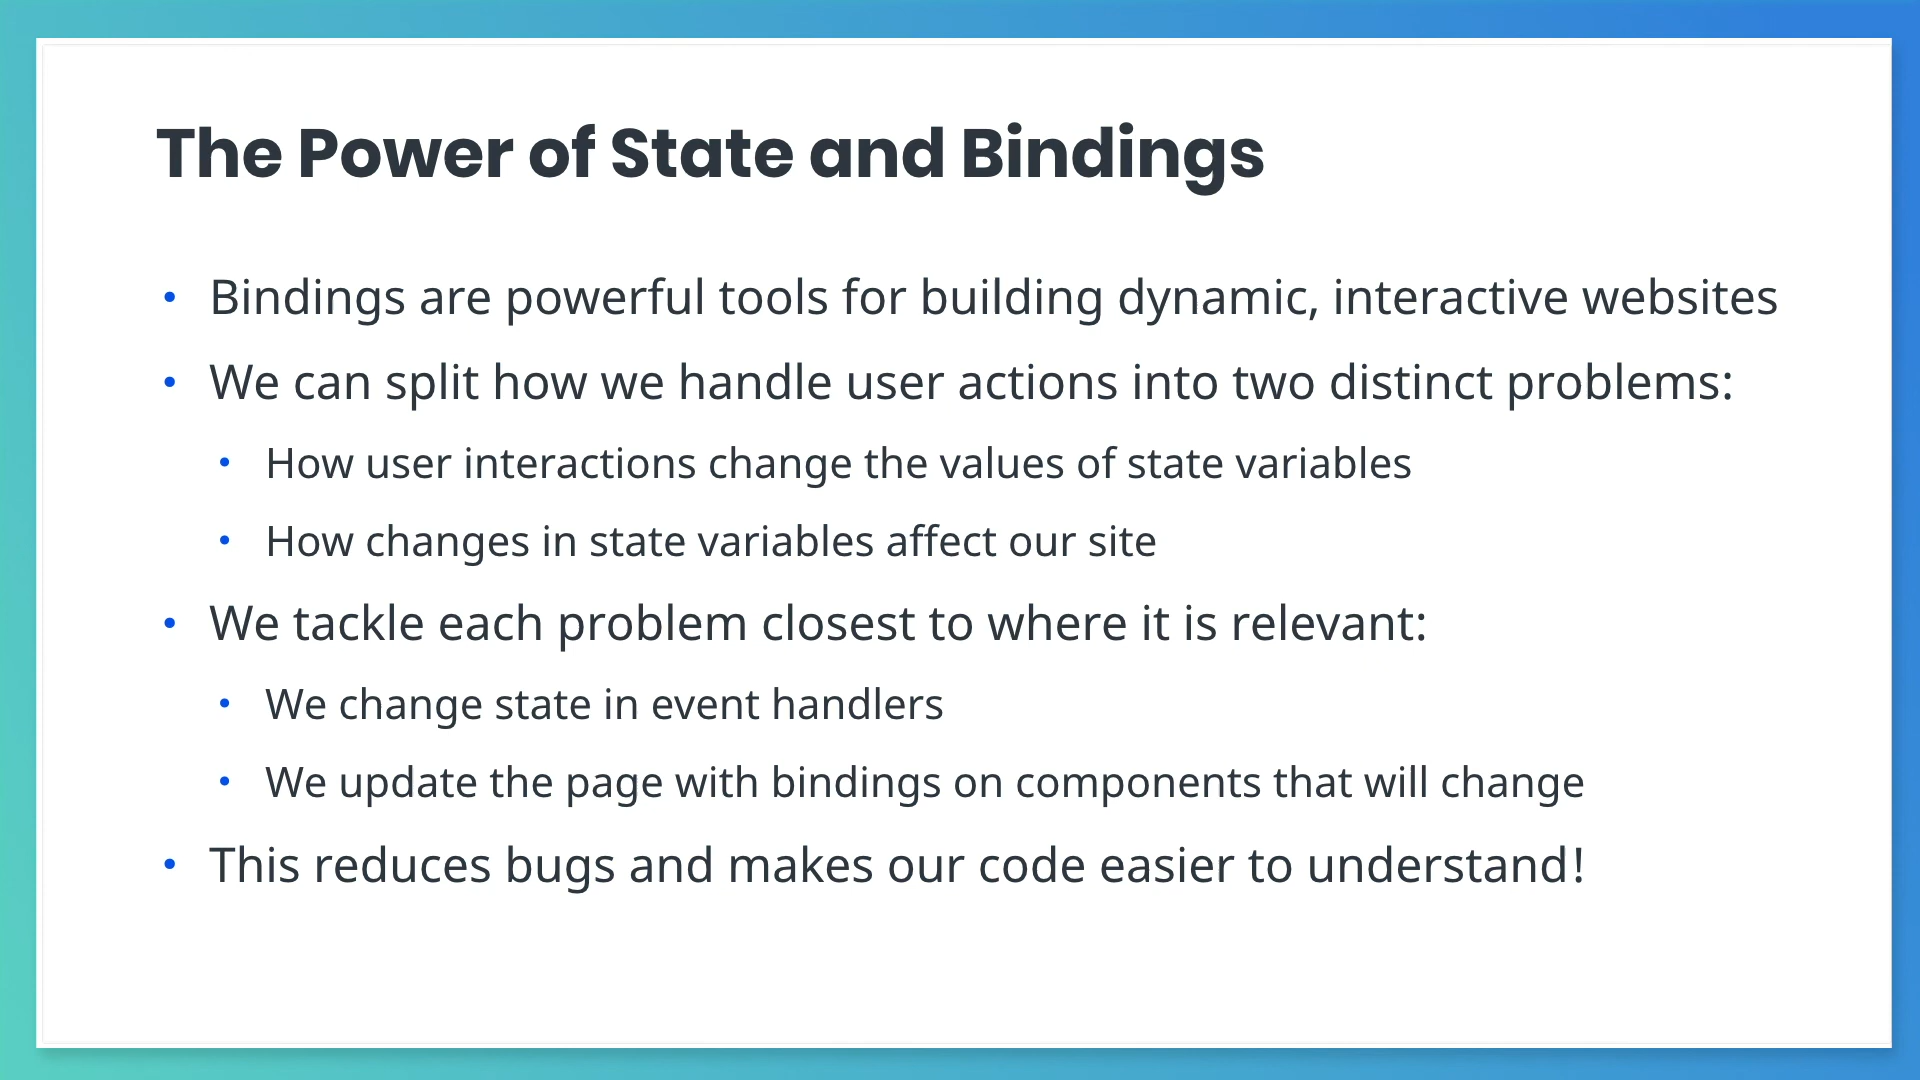 The Power of State and Bindings
• Bindings are powerful tools for building dynamic, interactive websites
• We can split how we handle user actions into two distinct problems:
• How user interactions change the values of state variables
• How changes in state variables affect our site
• We tackle each problem closest to where it is relevant:
• We change state in event handlers
• We update the page with bindings on components that will change
• This reduces bugs and makes our code easier to understand!